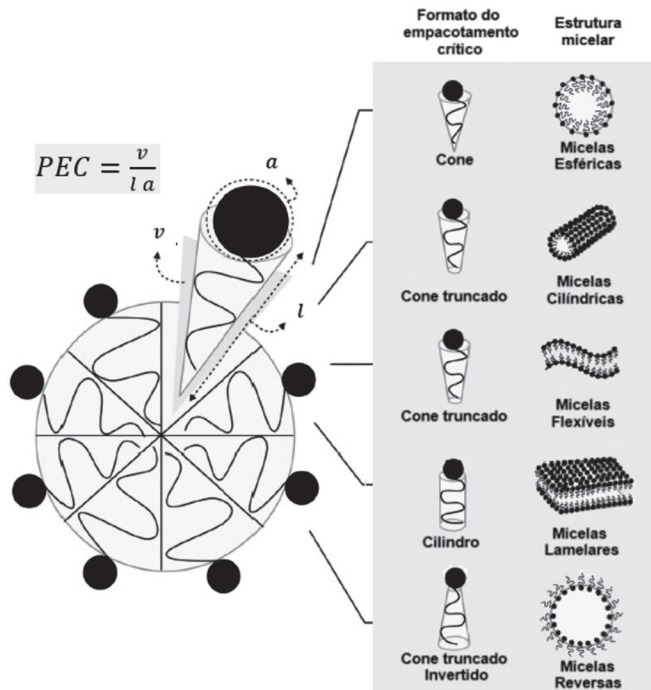 Formato do
empacotamento
crítico
Estrutura
micelar
PEC = v / l a
a
v
l
Cone
Micelas
Esféricas
Cone truncado
Micelas
Cilíndricas
Cone truncado
Micelas
Flexíveis
Cilindro
Micelas
Lamelares
Cone truncado
Invertido
Micelas
Reversas